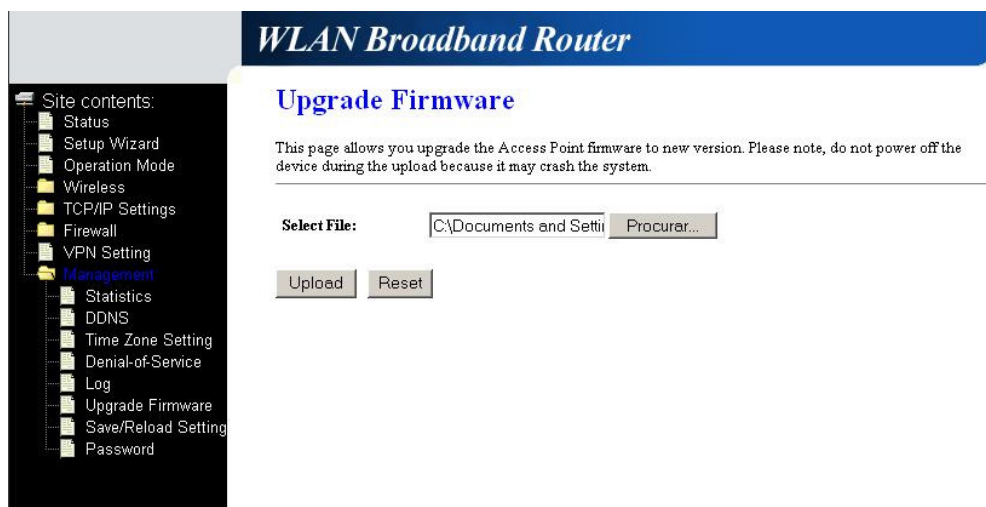 WLAN Broadband Router
Site contents:
Status
Setup Wizard
Operation Mode
Wireless
TCP/IP Settings
Firewall
VPN Setting
Management
Statistics
DDNS
Time Zone Setting
Denial-of-Service
Log
Upgrade Firmware
Save/Reload Setting
Password
Upgrade Firmware
This page allows you upgrade the Access Point firmware to new version. Please note, do not power off the
device during the upload because it may crash the system.
Select File: C:\Documents and Setti Procurar...
Upload Reset